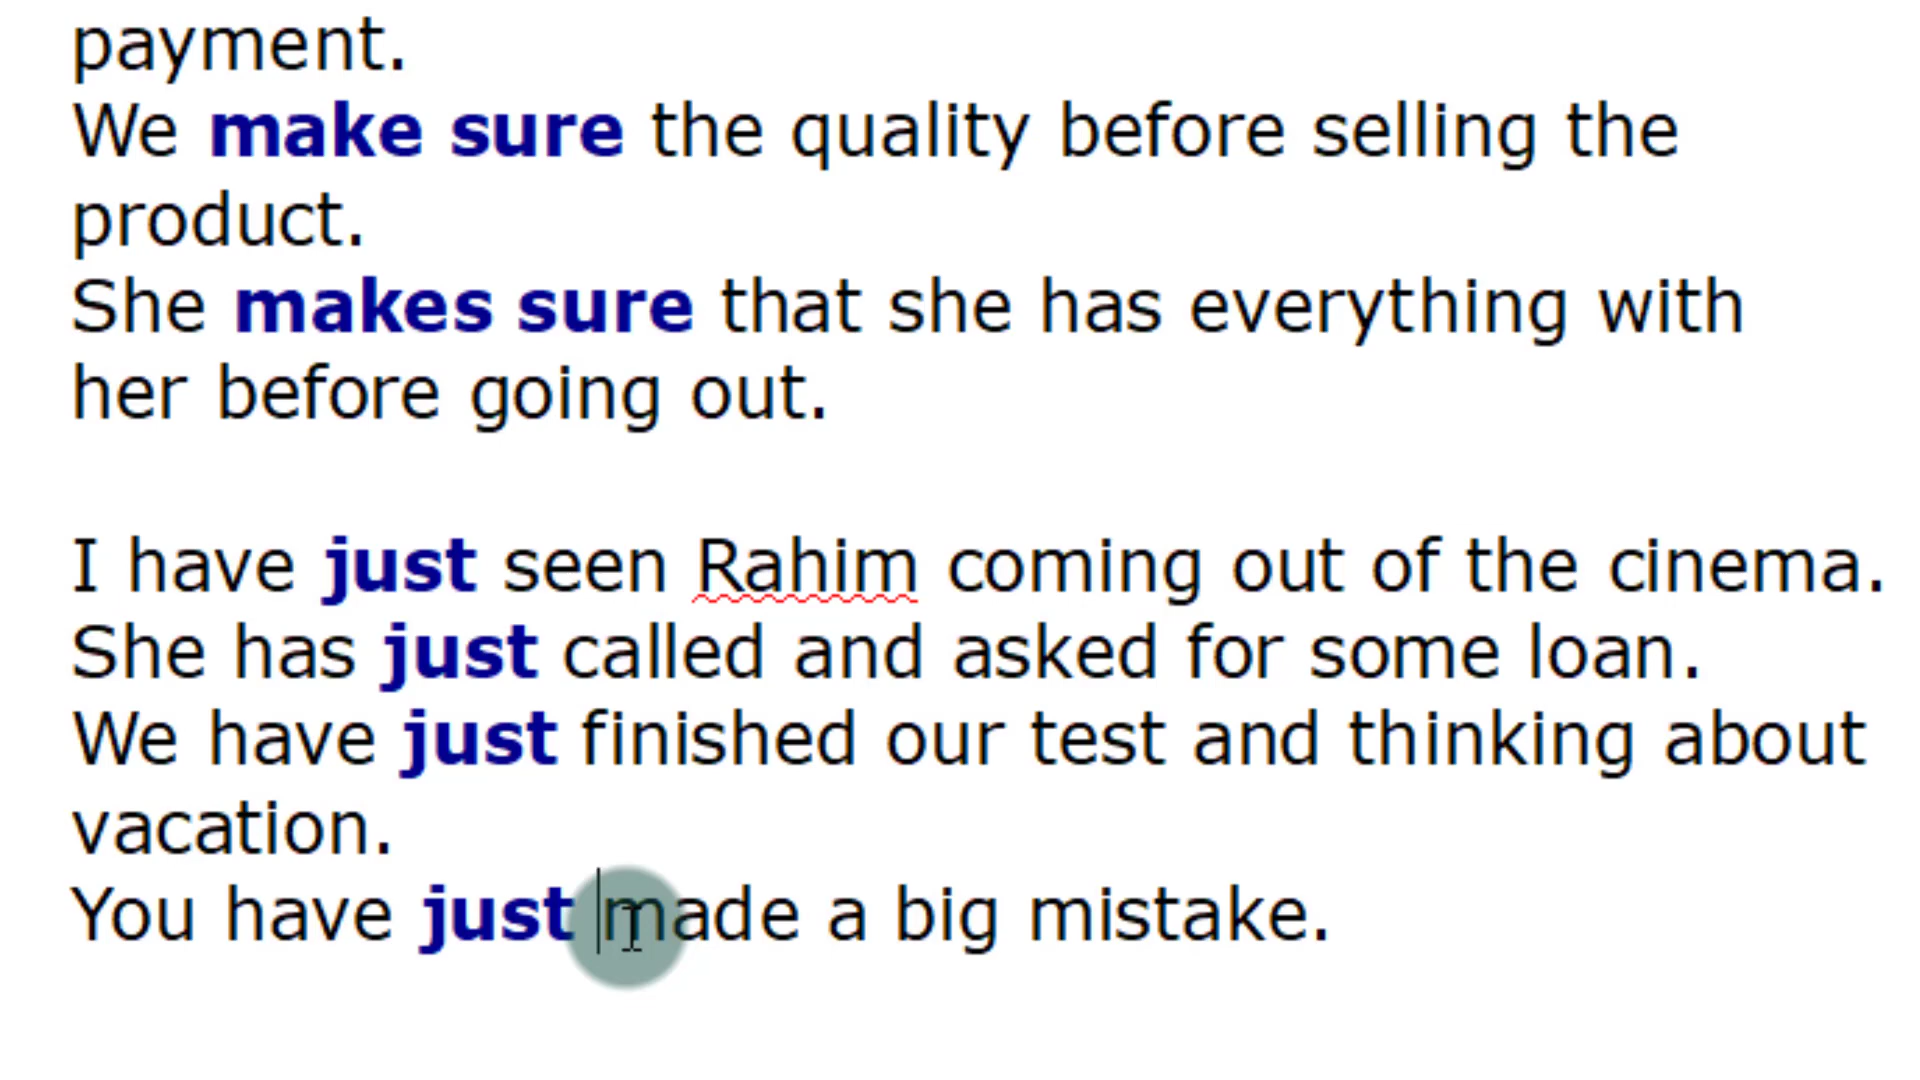 payment.
We make sure the quality before selling the
product.
She makes sure that she has everything with
her before going out.
I have just seen Rahim coming out of the cinema.
She has just called and asked for some loan.
We have just finished our test and thinking about
vacation.
You have just made a big mistake.